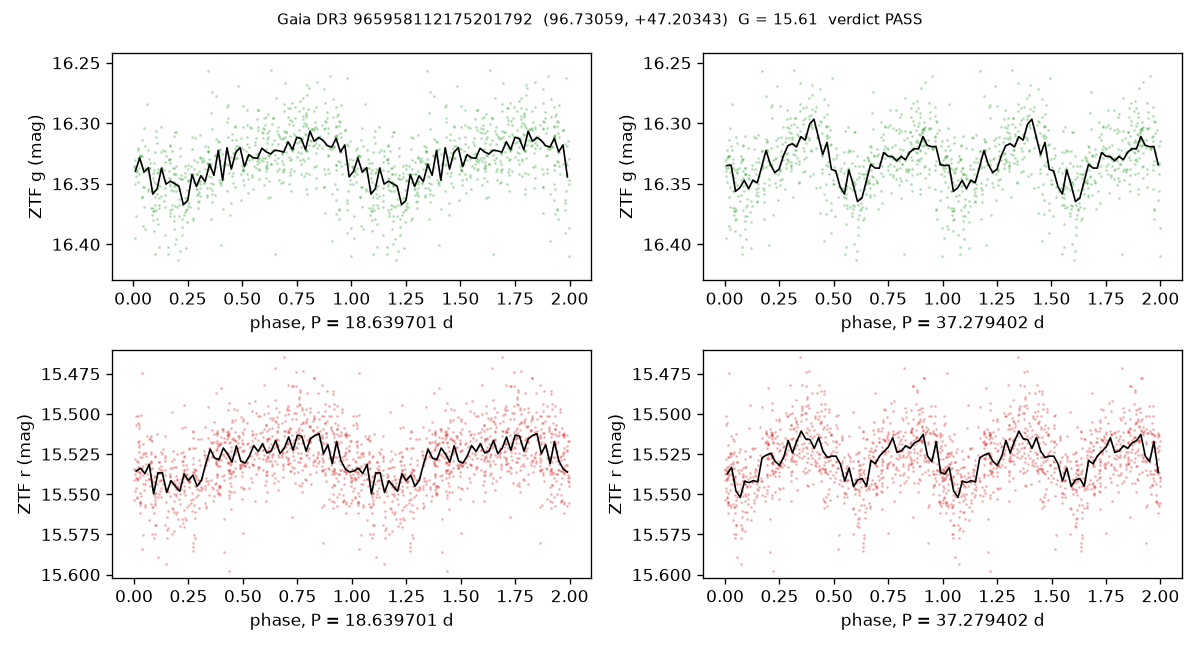 Gaia DR3 965958112175201792 (96.73059, +47.20343) G = 15.61 verdict PASS
16.25
16.30
16.35
16.40
ZTF g (mag)
0.00 0.25 0.50 0.75 1.00 1.25 1.50 1.75 2.00
phase, P = 18.639701 d
16.25
16.30
16.35
16.40
ZTF g (mag)
0.00 0.25 0.50 0.75 1.00 1.25 1.50 1.75 2.00
phase, P = 37.279402 d
15.475
15.500
15.525
15.550
15.575
15.600
ZTF r (mag)
0.00 0.25 0.50 0.75 1.00 1.25 1.50 1.75 2.00
phase, P = 18.639701 d
15.475
15.500
15.525
15.550
15.575
15.600
ZTF r (mag)
0.00 0.25 0.50 0.75 1.00 1.25 1.50 1.75 2.00
phase, P = 37.279402 d